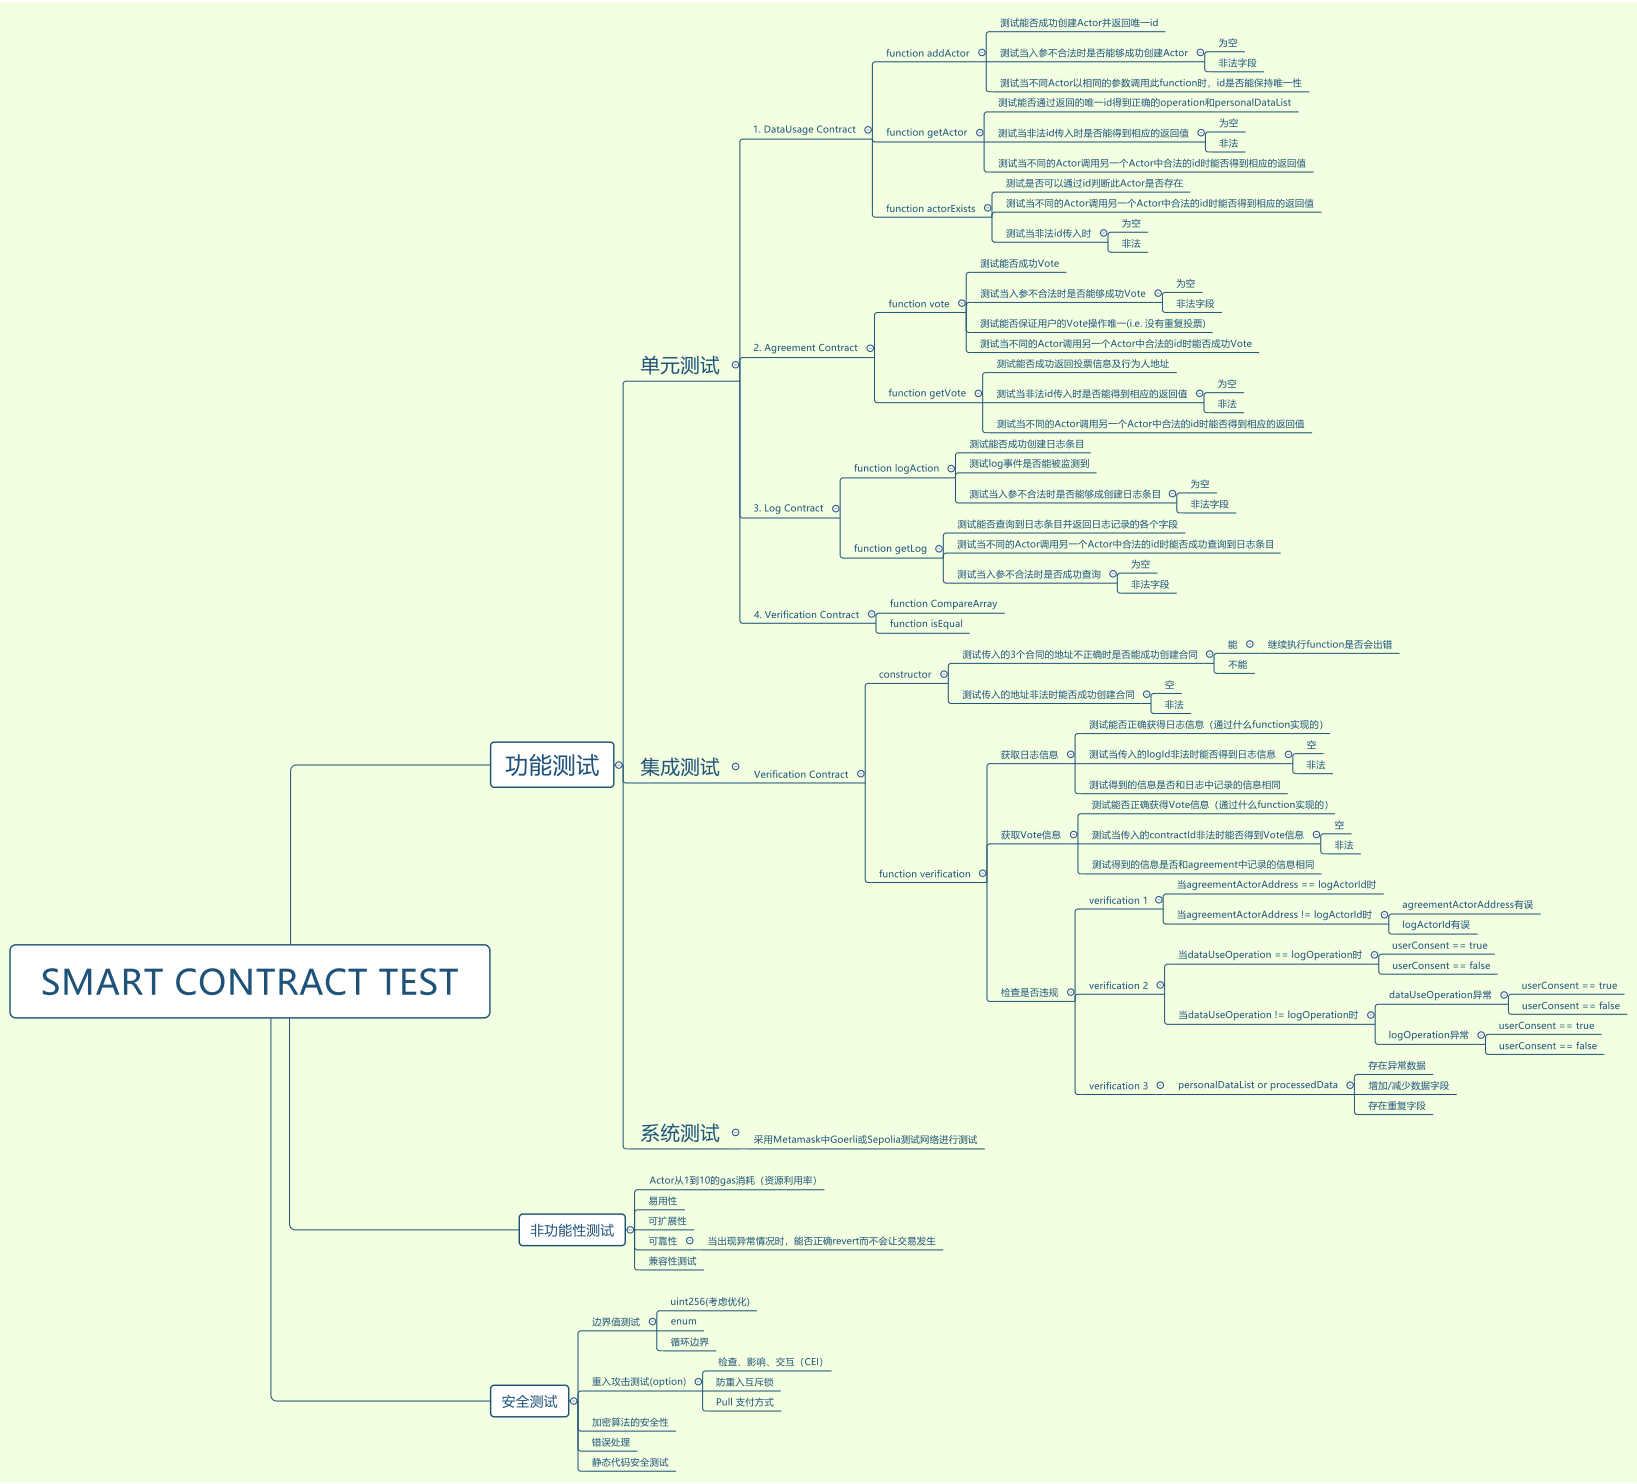 SMART CONTRACT TEST
功能测试
单元测试
1. DataUsage Contract
function addActor
测试能否成功创建Actor并返回唯一id
测试当入参不合法时是否能够成功创建Actor
为空
非法字段
测试当不同Actor以相同的参数调用此function时，id是否能保持唯一性
function getActor
测试能否通过返回的唯一id得到正确的operation和personalDataList
测试当非法id传入时是否能得到相应的返回值
为空
非法
测试当不同的Actor调用另一个Actor中合法的id时能否得到相应的返回值
function actorExists
测试是否可以通过id判断此Actor是否存在
测试当不同的Actor调用另一个Actor中合法的id时能否得到相应的返回值
测试当非法id传入时
为空
非法
2. Agreement Contract
function vote
测试能否成功Vote
测试当入参不合法时是否能够成功Vote
为空
非法字段
测试能否保证用户的Vote操作唯一(i.e. 没有重复投票)
测试当不同的Actor调用另一个Actor中合法的id时能否成功Vote
function getVote
测试能否成功返回投票信息及行为人地址
测试当非法id传入时是否能得到相应的返回值
为空
非法
测试当不同的Actor调用另一个Actor中合法的id时能否得到相应的返回值
3. Log Contract
function logAction
测试能否成功创建日志条目
测试log事件是否能被监测到
测试当入参不合法时是否能够成创建日志条目
为空
非法字段
function getLog
测试能否查询到日志条目并返回日志记录的各个字段
测试当不同的Actor调用另一个Actor中合法的id时能否成功查询到日志条目
测试当入参不合法时是否成功查询
为空
非法字段
4. Verification Contract
function CompareArray
function isEqual
集成测试
Verification Contract
constructor
测试传入的3个合同的地址不正确时是否能成功创建合同
能
继续执行function是否会出错
不能
测试传入的地址非法时能否成功创建合同
空
非法
function verification
获取日志信息
测试能否正确获得日志信息（通过什么function实现的）
测试当传入的logId非法时能否得到日志信息
空
非法
测试得到的信息是否和日志中记录的信息相同
获取Vote信息
测试能否正确获得Vote信息（通过什么function实现的）
测试当传入的contractId非法时能否得到Vote信息
空
非法
测试得到的信息是否和agreement中记录的信息相同
检查是否违规
verification 1
当agreementActorAddress == logActorId时
当agreementActorAddress != logActorId时
agreementActorAddress有误
logActorId有误
verification 2
当dataUseOperation == logOperation时
userConsent == true
userConsent == false
当dataUseOperation != logOperation时
dataUseOperation异常
userConsent == true
userConsent == false
logOperation异常
userConsent == true
userConsent == false
verification 3
personalDataList or processedData
存在异常数据
增加/减少数据字段
存在重复字段
系统测试
采用Metamask中Goerli或Sepolia测试网络进行测试
非功能性测试
Actor从1到10的gas消耗（资源利用率）
易用性
可扩展性
可靠性
当出现异常情况时，能否正确revert而不会让交易发生
兼容性测试
安全测试
边界值测试
uint256(考虑优化)
enum
循环边界
重入攻击测试(option)
检查、影响、交互（CEI）
防重入互斥锁
Pull 支付方式
加密算法的安全性
错误处理
静态代码安全测试